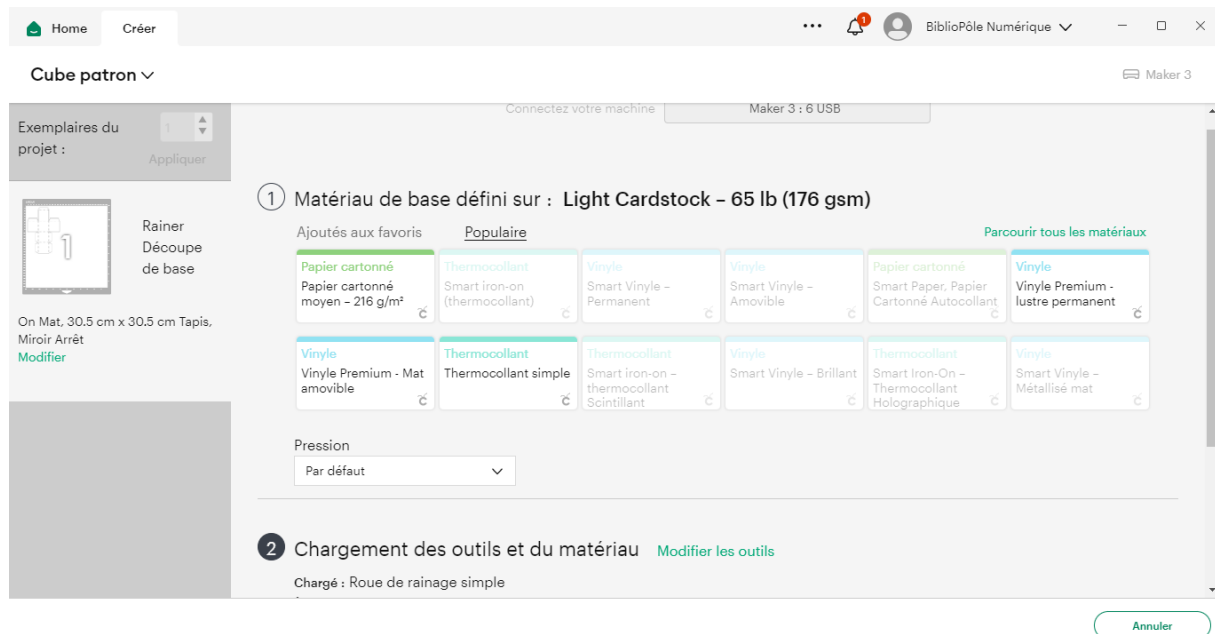 Home
Créer
1
BiblioPôle Numérique
Cube patron
Maker 3
Connectez votre machine
Maker 3 : 6 USB
Exemplaires du
projet :
1
Appliquer
1
Rainer
Découpe
de base
On Mat, 30.5 cm x 30.5 cm Tapis,
Miroir Arrêt
Modifier
1 Matériau de base défini sur : Light Cardstock – 65 lb (176 gsm)
Ajoutés aux favoris
Populaire
Parcourir tous les matériaux
Papier cartonné
Papier cartonné
moyen – 216 g/m²
Thermocollant
Smart iron-on
(thermocollant)
Vinyle
Smart Vinyle –
Permanent
Vinyle
Smart Vinyle –
Amovible
Papier cartonné
Smart Paper, Papier
Cartonné Autocollant
Vinyle
Vinyle Premium -
lustre permanent
Vinyle
Vinyle Premium - Mat
amovible
Thermocollant
Thermocollant simple
Thermocollant
Smart iron-on –
thermocollant
Scintillant
Vinyle
Smart Vinyle – Brillant
Thermocollant
Smart Iron-On –
Thermocollant
Holographique
Vinyle
Smart Vinyle –
Métallisé mat
Pression
Par défaut
2 Chargement des outils et du matériau
Modifier les outils
Chargé : Roue de rainage simple
Annuler